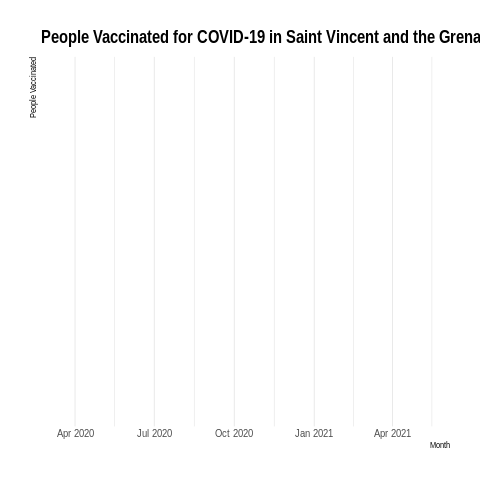 People Vaccinated for COVID-19 in Saint Vincent and the Grena
People Vaccinated
Apr 2020 Jul 2020 Oct 2020 Jan 2021 Apr 2021
Month